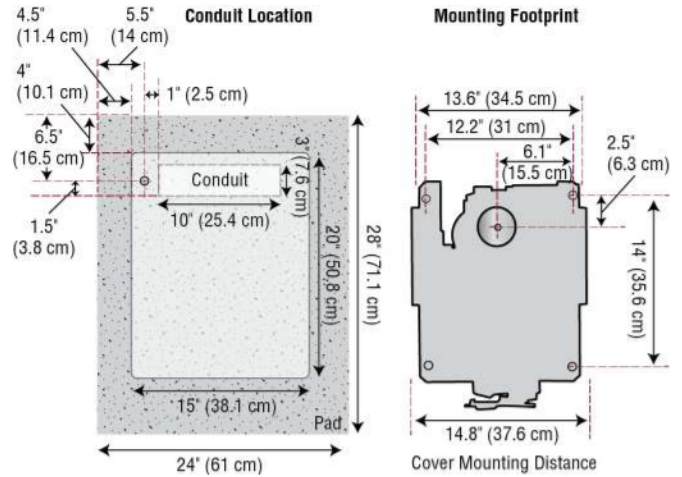 Conduit Location
4.5"
(11.4 cm)
5.5"
(14 cm)
4"
(10.1 cm)
1" (2.5 cm)
6.5"
(16.5 cm)
3"
(7.6 cm)
Conduit
10" (25.4 cm)
1.5"
(3.8 cm)
20" (50.8 cm)
28" (71.1 cm)
15" (38.1 cm)
Pad
24" (61 cm)
Mounting Footprint
13.6" (34.5 cm)
12.2" (31 cm)
6.1"
(15.5 cm)
2.5"
(6.3 cm)
14"
(35.6 cm)
14.8" (37.6 cm)
Cover Mounting Distance